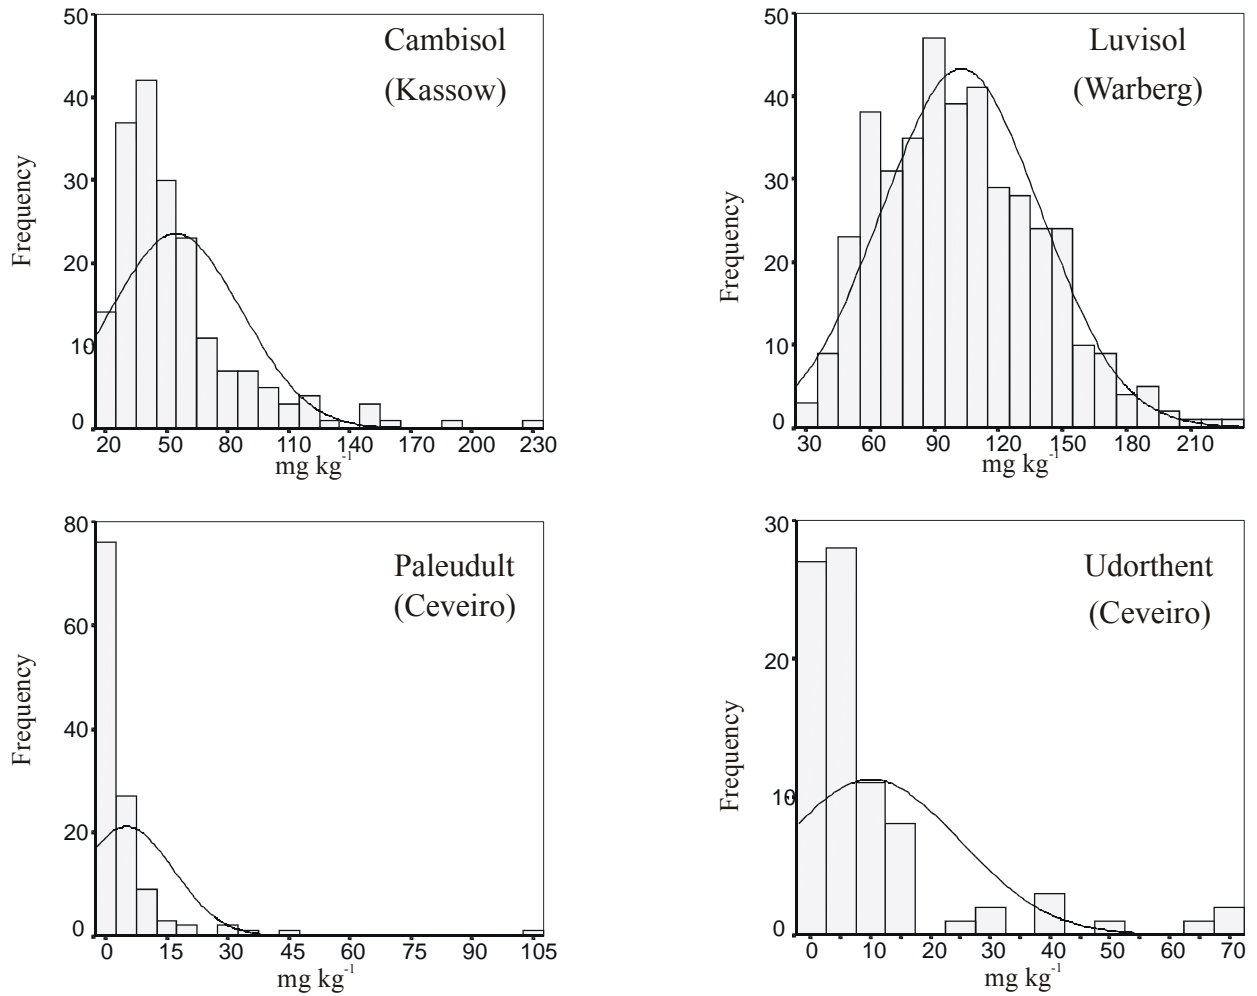 Cambisol
(Kassow)
Frequency
50
40
30
20
10
0
20 50 80 110 140 170 200 230
mg kg-1
Luvisol
(Warberg)
Frequency
50
40
30
20
10
0
30 60 90 120 150 180 210
mg kg-1
Paleudult
(Ceveiro)
Frequency
80
60
40
20
0
0 15 30 45 60 75 90 105
mg kg-1
Udorthent
(Ceveiro)
Frequency
30
20
10
0
0 10 20 30 40 50 60 70
mg kg-1